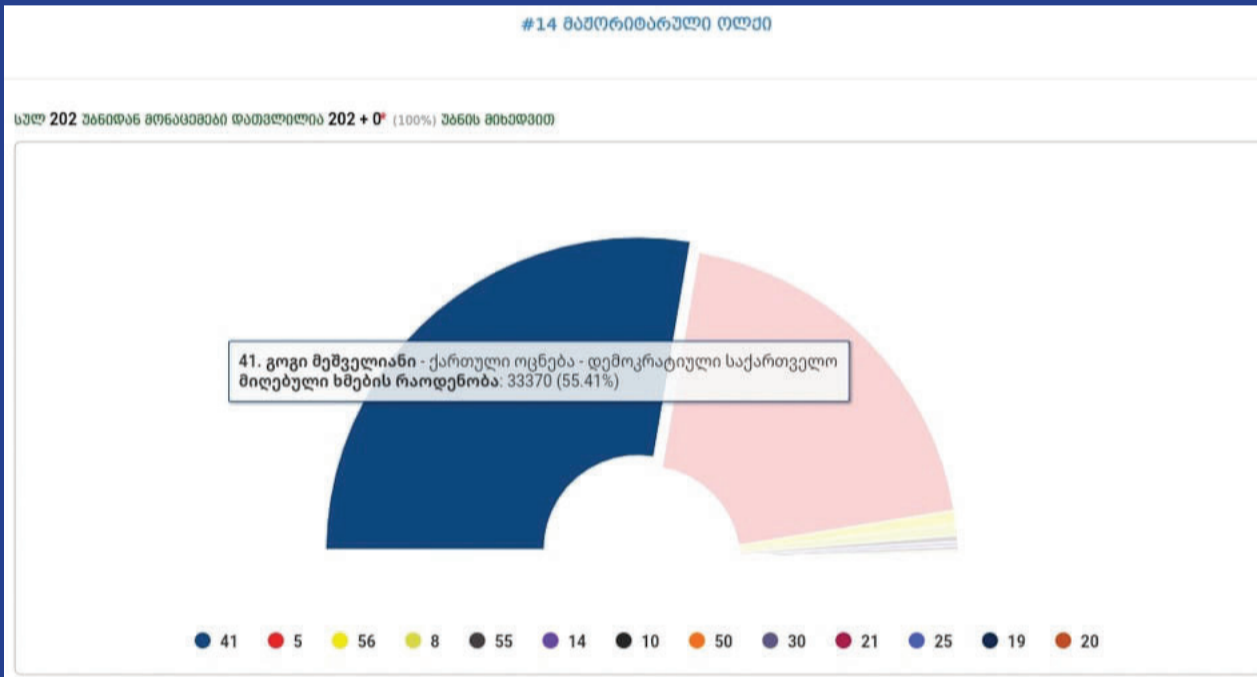 #14 მაჟორიტარული ოლქი
სულ 202 უბნიდან მონაცემები დათვლილია 202 + 0* (100%) უბნის მიხედვით
41. გოგი მეშველიანი - ქართული ოცნება - დემოკრატიული საქართველო
მიღებული ხმების რაოდენობა: 33370 (55.41%)
41 5 56 8 55 14 10 50 30 21 25 19 20